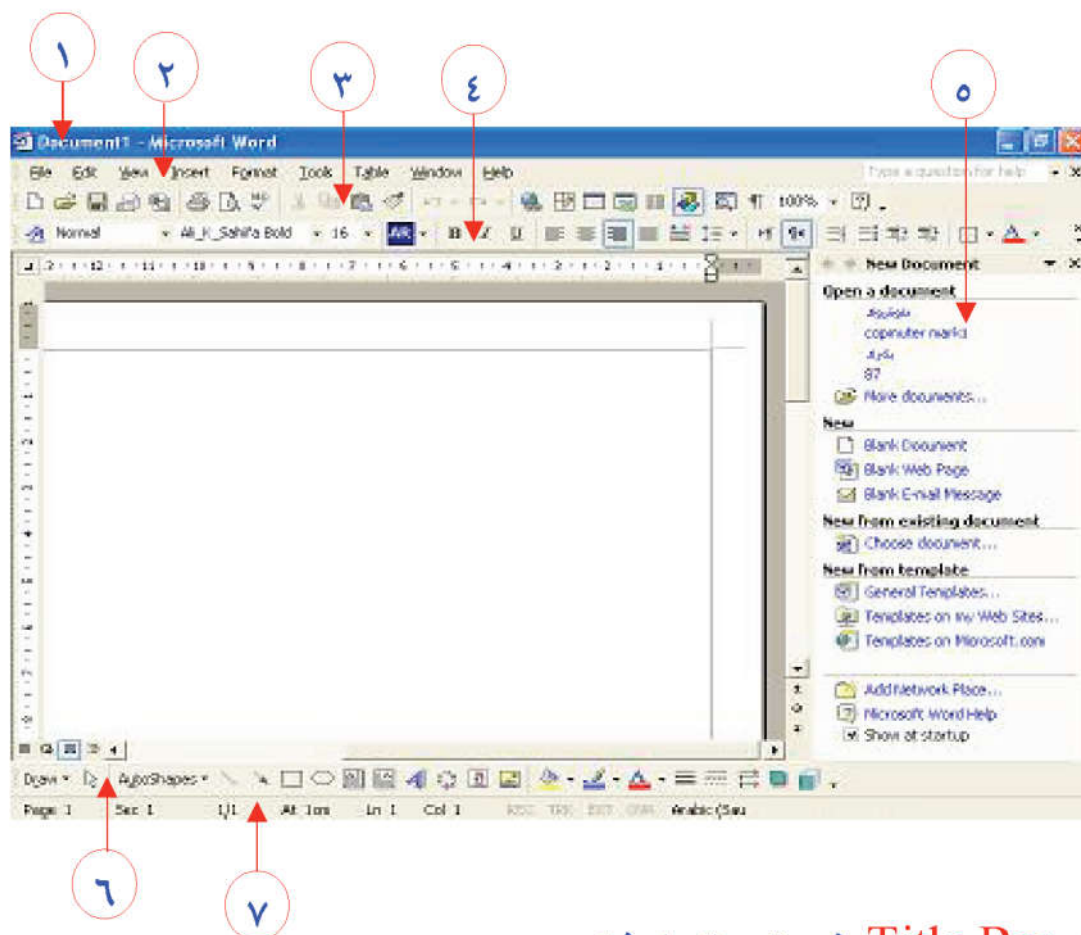 ١ ٢ ٣ ٤ ٥
Document1 - Microsoft Word
File Edit View Insert Format Tools Table Window Help
Type a question for help
100%
Normal Ali_K_Sahifa Bold 16 B I U
New Document
Open a document
copmuter marks
87
More documents...
New
Blank Document
Blank Web Page
Blank E-mail Message
New from existing document
Choose document...
New from template
General Templates...
Templates on my Web Sites...
Templates on Microsoft.com
Add Network Place...
Microsoft Word Help
Show at startup
Draw AutoShapes
Page 1 Sec 1 1/1 At 1cm Ln 1 Col 1 REC TRK EXT OVR Arabic (Sau
٦ ٧